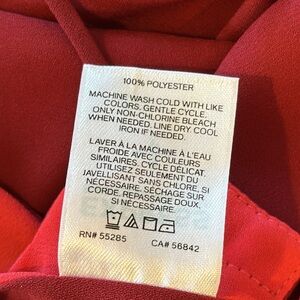 100% POLYESTER
MACHINE WASH COLD WITH LIKE
COLORS. GENTLE CYCLE.
ONLY NON-CHLORINE BLEACH
WHEN NEEDED. LINE DRY. COOL
IRON IF NEEDED.
LAVER À LA MACHINE À L'EAU
FROIDE AVEC COULEURS
SIMILAIRES. CYCLE DÉLICAT.
UTILISEZ SEULEMENT DU
JAVELLISANT SANS CHLORE, SI
NÉCESSAIRE. SÉCHAGE SUR
CORDE. REPASSAGE DOUX,
SI NÉCESSAIRE.
RN# 55285 CA# 56842